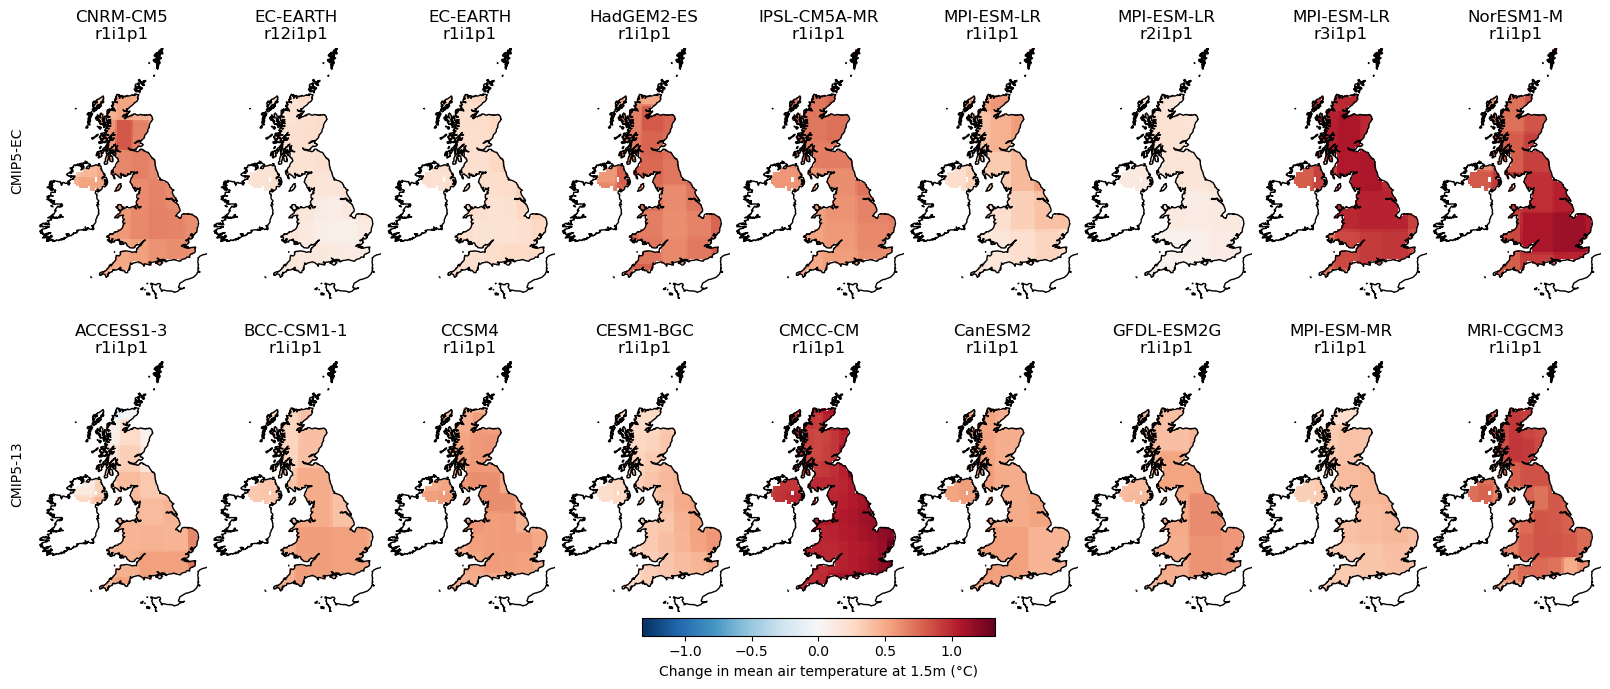 CNRM-CM5 EC-EARTH EC-EARTH HadGEM2-ES IPSL-CM5A-MR MPI-ESM-LR MPI-ESM-LR MPI-ESM-LR NorESM1-M
r1i1p1 r12i1p1 r1i1p1 r1i1p1 r1i1p1 r1i1p1 r2i1p1 r3i1p1 r1i1p1
CMIP5-EC
ACCESS1-3 BCC-CSM1-1 CCSM4 CESM1-BGC CMCC-CM CanESM2 GFDL-ESM2G MPI-ESM-MR MRI-CGCM3
r1i1p1 r1i1p1 r1i1p1 r1i1p1 r1i1p1 r1i1p1 r1i1p1 r1i1p1 r1i1p1
CMIP5-13
−1.0 −0.5 0.0 0.5 1.0
Change in mean air temperature at 1.5m (°C)